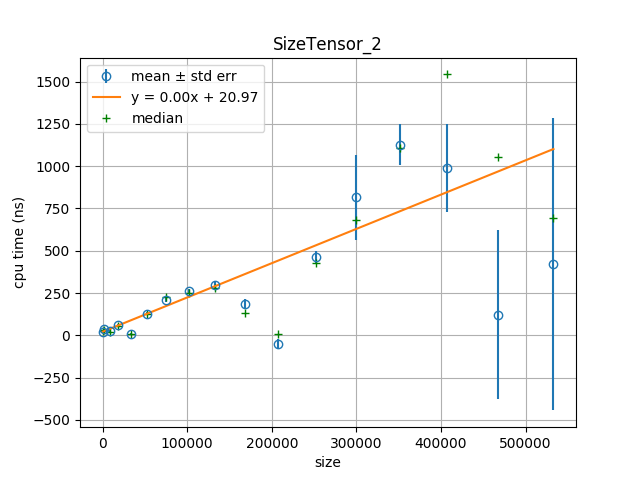 SizeTensor_2
mean ± std err
y = 0.00x + 20.97
median
1500
1250
1000
750
500
250
0
−250
−500
cpu time (ns)
0 100000 200000 300000 400000 500000
size